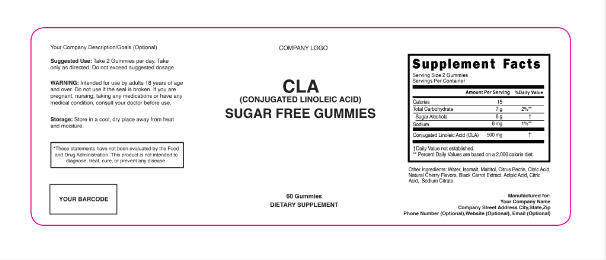 Your Company Description/Goals (Optional)
Suggested Use: Take 2 Gummies per day. Take
only as directed. Do not exceed suggested dosage.
WARNING: Intended for use by adults 18 years of age
and over. Do not use if the seal is broken. If you are
pregnant, nursing, taking any medications or have any
medical condition, consult your doctor before use.
Storage: Store in a cool, dry place away from heat
and moisture.
*These statements have not been evaluated by the Food
and Drug Administration. This product is not intended to
diagnose, treat, cure, or prevent any disease.
YOUR BARCODE
COMPANY LOGO
CLA
(CONJUGATED LINOLEIC ACID)
SUGAR FREE GUMMIES
60 Gummies
DIETARY SUPPLEMENT
Supplement Facts
Serving Size 2 Gummies
Servings Per Container
Amount Per Serving %Daily Value
Calories 15
Total Carbohydrate 7 g 2%**
Sugar Alcohols 5 g †
Sodium 6 mg 1%**
Conjugated Linoleic Acid (CLA) 500 mg †
†Daily Value not established.
** Percent Daily Values are based on a 2,000 calorie diet.
Other Ingredients: Water, Isomalt, Maltitol, Citrus Pectin, Citric Acid,
Natural Cherry Flavors, Black Carrot Extract, Adipic Acid, Citric
Acid, Sodium Citrate.
Manufactured for:
Your Company Name
Company Street Address City,State,Zip
Phone Number (Optional),Website (Optional), Email (Optional)